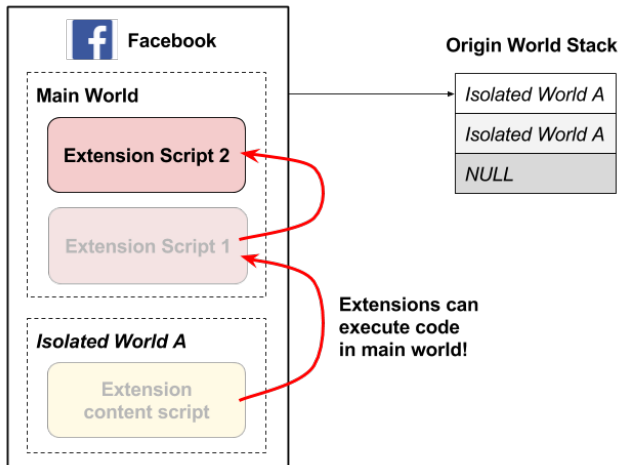 Facebook
Main World
Extension Script 2
Extension Script 1
Isolated World A
Extension
content script
Extensions can
execute code
in main world!
Origin World Stack
Isolated World A
Isolated World A
NULL